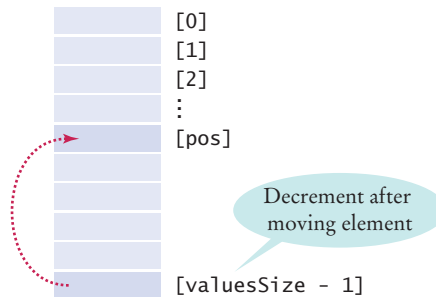 [0]
[1]
[2]
⋮
[pos]
Decrement after
moving element
[valuesSize - 1]